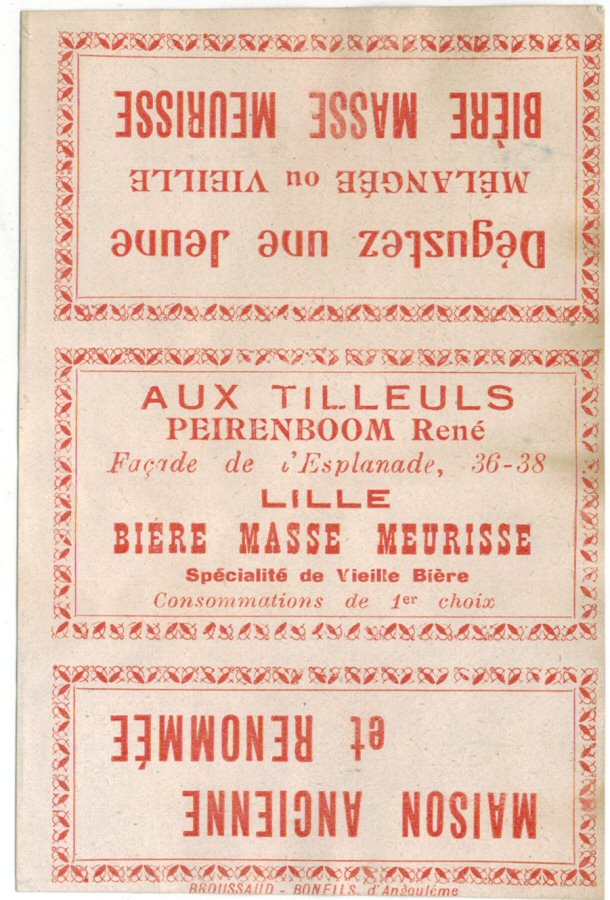 Dégustez une Jeune
MÉLANGÉE ou VIEILLE
BIÈRE MASSE MEURISSE
AUX TILLEULS
PEIRENBOOM René
Façade de l'Esplanade, 36-38
LILLE
BIÈRE MASSE MEURISSE
Spécialité de Vieille Bière
Consommations de 1er choix
MAISON ANCIENNE
et RENOMMÉE
BROUSSAUD - BONFILS, d'Angoulême